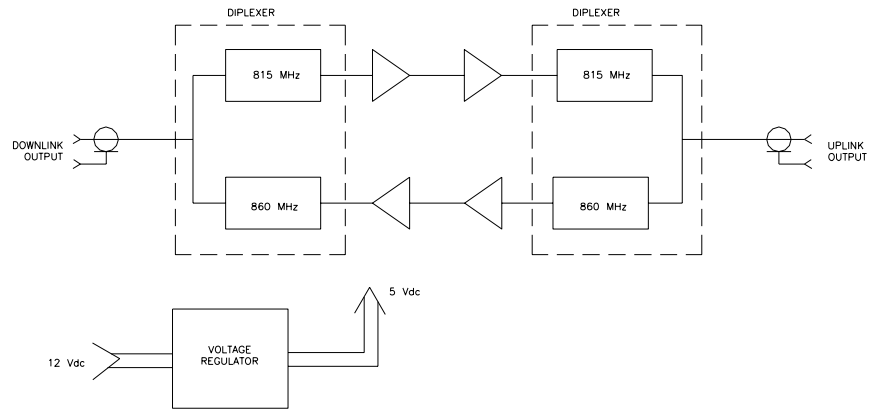 DIPLEXER
DIPLEXER
815 MHz
815 MHz
DOWNLINK
OUTPUT
UPLINK
OUTPUT
860 MHz
860 MHz
5 Vdc
12 Vdc
VOLTAGE
REGULATOR